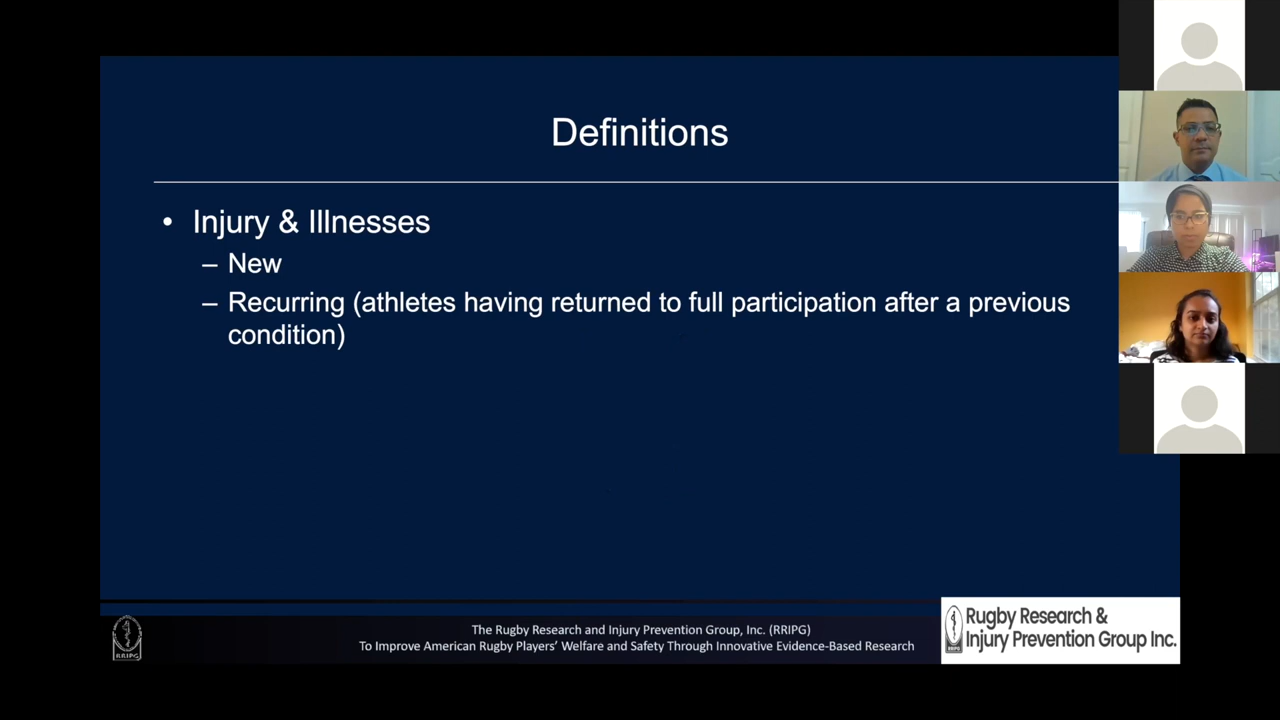 Definitions
• Injury & Illnesses
– New
– Recurring (athletes having returned to full participation after a previous
condition)
RRIPG
The Rugby Research and Injury Prevention Group, Inc. (RRIPG)
To Improve American Rugby Players’ Welfare and Safety Through Innovative Evidence-Based Research
RRIPG
Rugby Research &
Injury Prevention Group Inc.